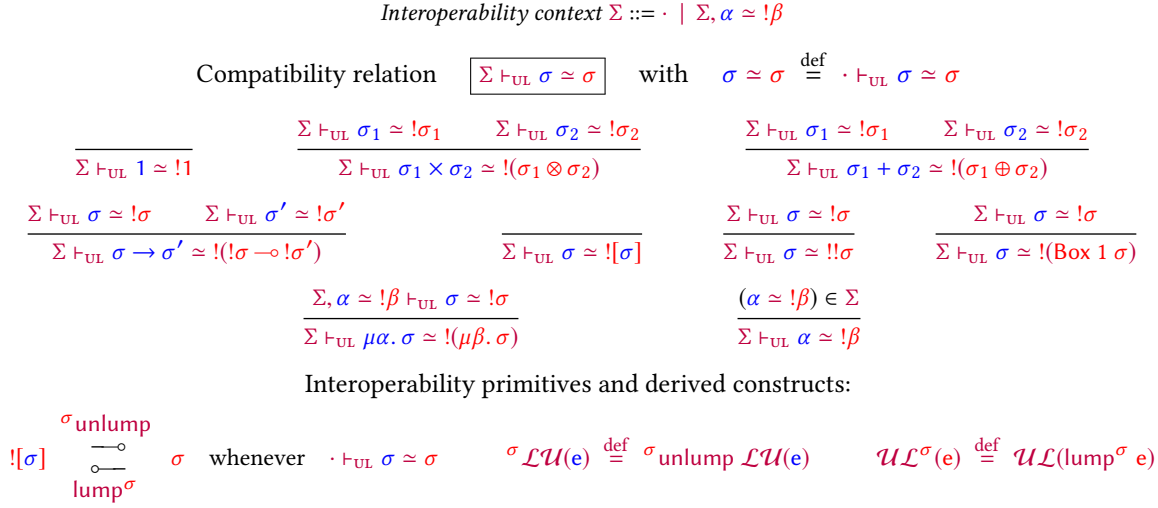 Interoperability context Σ ::= · | Σ, α ≃ !β
Compatibility relation Σ ⊢UL σ ≃ σ with σ ≃ σ def= · ⊢UL σ ≃ σ
Σ ⊢UL σ1 ≃ !σ1 Σ ⊢UL σ2 ≃ !σ2 Σ ⊢UL σ1 ≃ !σ1 Σ ⊢UL σ2 ≃ !σ2
Σ ⊢UL 1 ≃ !1 Σ ⊢UL σ1 × σ2 ≃ !(σ1 ⊗ σ2) Σ ⊢UL σ1 + σ2 ≃ !(σ1 ⊕ σ2)
Σ ⊢UL σ ≃ !σ Σ ⊢UL σ′ ≃ !σ′ Σ ⊢UL σ ≃ !σ Σ ⊢UL σ ≃ !σ
Σ ⊢UL σ → σ′ ≃ !(!σ ⊸ !σ′) Σ ⊢UL σ ≃ ![σ] Σ ⊢UL σ ≃ !!σ Σ ⊢UL σ ≃ !(Box 1 σ)
Σ, α ≃ !β ⊢UL σ ≃ !σ (α ≃ !β) ∈ Σ
Σ ⊢UL μα. σ ≃ !(μβ. σ) Σ ⊢UL α ≃ !β
Interoperability primitives and derived constructs:
σunlump
![σ] ⊸ ⟜ σ whenever · ⊢UL σ ≃ σ σLU(e) def= σunlump LU(e) ULσ(e) def= UL(lumpσ e)
lumpσ